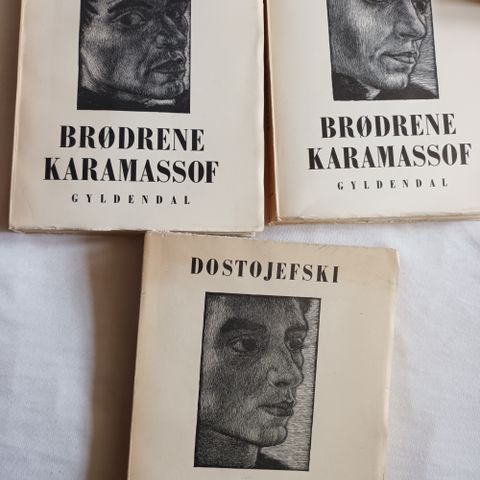 BRØDRENE
KARAMASSOF
GYLDENDAL
BRØDRENE
KARAMASSOF
GYLDENDAL
DOSTOJEFSKI